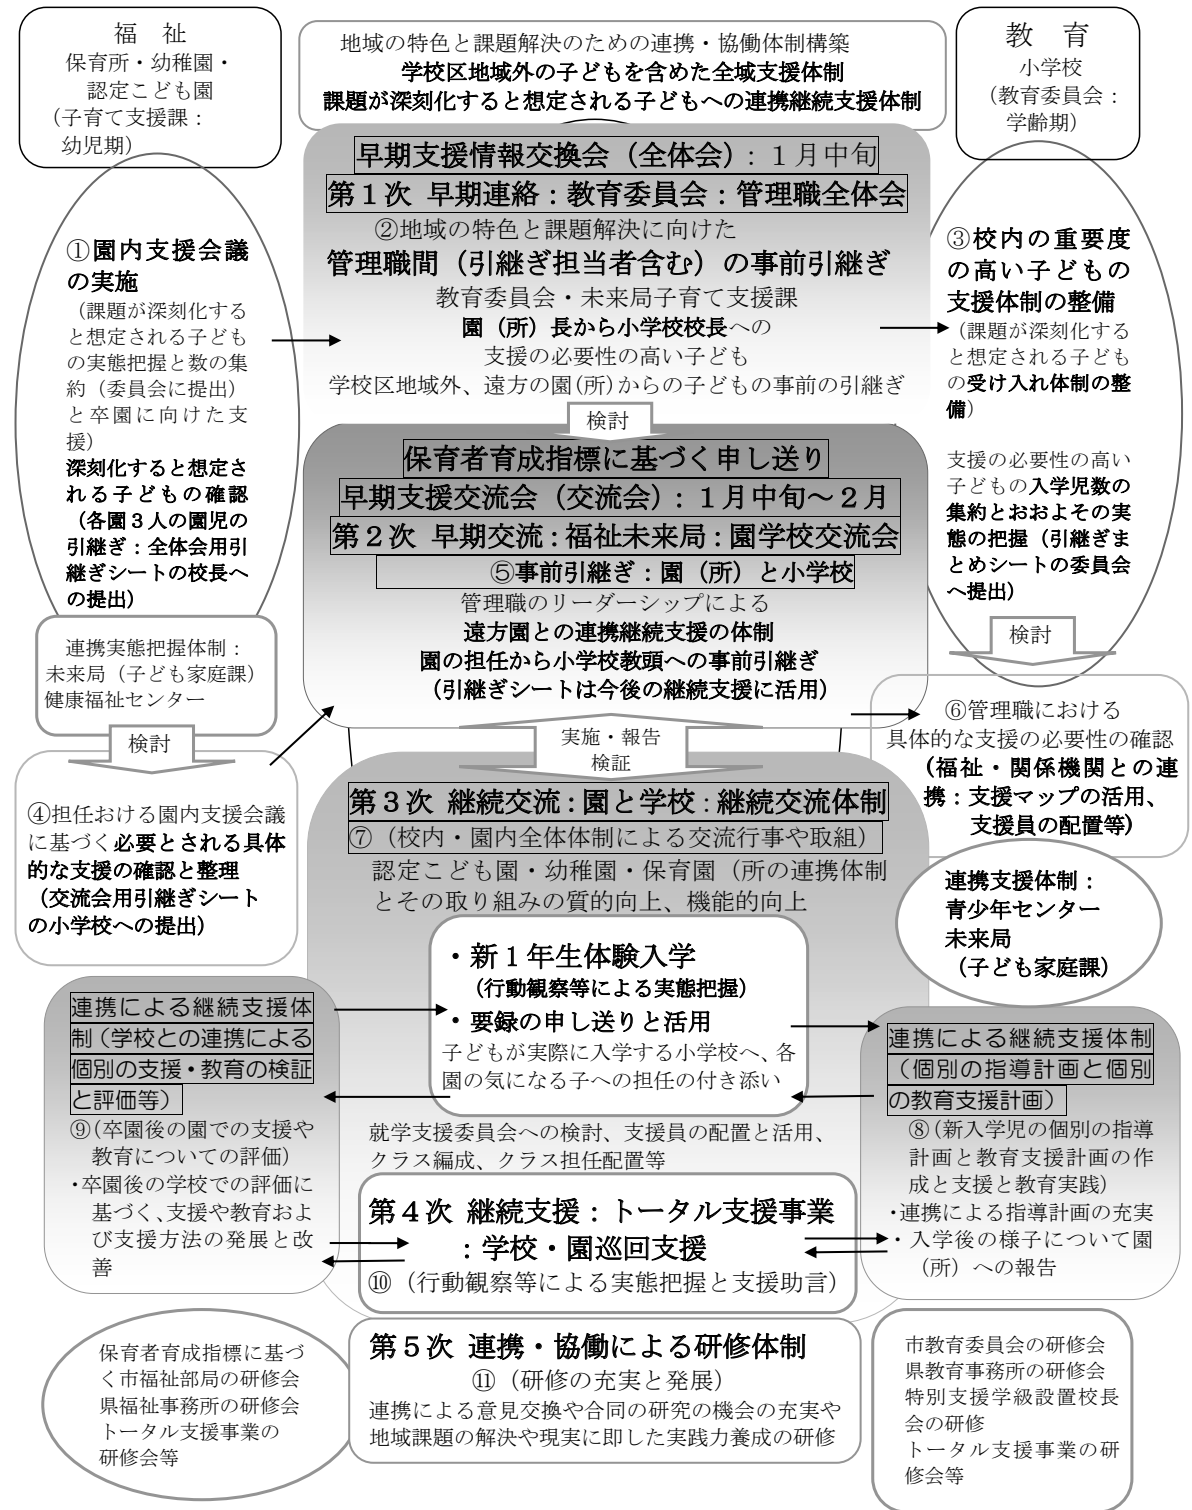 福　祉
保育所・幼稚園・
認定こども園
（子育て支援課：
幼児期）
地域の特色と課題解決のための連携・協働体制構築
学校区地域外の子どもを含めた全域支援体制
課題が深刻化すると想定される子どもへの連携継続支援体制
教　育
小学校
（教育委員会：
学齢期）
早期支援情報交換会（全体会）：１月中旬
第１次 早期連絡：教育委員会：管理職全体会
②地域の特色と課題解決に向けた
管理職間（引継ぎ担当者含む）の事前引継ぎ
教育委員会・未来局子育て支援課
園（所）長から小学校校長への
支援の必要性の高い子ども
学校区地域外、遠方の園(所)からの子どもの事前の引継ぎ
検討
①園内支援会議
の実施
（課題が深刻化する
と想定される子ども
の実態把握と数の集
約（委員会に提出）
と卒園に向けた支
援）
深刻化すると想定さ
れる子どもの確認
（各園３人の園児の
引継ぎ：全体会用引
継ぎシートの校長へ
の提出）
③校内の重要度
の高い子どもの
支援体制の整備
（課題が深刻化する
と想定される子ども
の受け入れ体制の整
備）
支援の必要性の高い
子どもの入学児数の
集約とおおよその実
態の把握（引継ぎま
とめシートの委員会
へ提出）
検討
保育者育成指標に基づく申し送り
早期支援交流会（交流会）：１月中旬～２月
第２次 早期交流：福祉未来局：園学校交流会
⑤事前引継ぎ：園（所）と小学校
管理職のリーダーシップによる
遠方園との連携継続支援の体制
園の担任から小学校教頭への事前引継ぎ
（引継ぎシートは今後の継続支援に活用）
実施・報告
検証
連携実態把握体制：
未来局（子ども家庭課）
健康福祉センター
検討
④担任おける園内支援会議
に基づく必要とされる具体
的な支援の確認と整理
（交流会用引継ぎシート
の小学校への提出）
⑥管理職における
具体的な支援の必要性の確認
（福祉・関係機関との連
携：支援マップの活用、
支援員の配置等）
連携支援体制：
青少年センター
未来局
（子ども家庭課）
第３次 継続交流：園と学校：継続交流体制
⑦（校内・園内全体体制による交流行事や取組）
認定こども園・幼稚園・保育園（所の連携体制
とその取り組みの質的向上、機能的向上
・新１年生体験入学
（行動観察等による実態把握）
・要録の申し送りと活用
子どもが実際に入学する小学校へ、各
園の気になる子への担任の付き添い
就学支援委員会への検討、支援員の配置と活用、
クラス編成、クラス担任配置等
連携による継続支援体
制（学校との連携による
個別の支援・教育の検証
と評価等）
⑨（卒園後の園での支援や
教育についての評価）
・卒園後の学校での評価に
基づく、支援や教育およ
び支援方法の発展と改
善
連携による継続支援体制
（個別の指導計画と個別
の教育支援計画）
⑧（新入学児の個別の指導
計画と教育支援計画の作
成と支援と教育実践）
・連携による指導計画の充実
・入学後の様子について園
（所）への報告
第４次 継続支援：トータル支援事業
：学校・園巡回支援
⑩（行動観察等による実態把握と支援助言）
第５次 連携・協働による研修体制
⑪（研修の充実と発展）
連携による意見交換や合同の研究の機会の充実や
地域課題の解決や現実に即した実践力養成の研修
保育者育成指標に基づ
く市福祉部局の研修会
県福祉事務所の研修会
トータル支援事業の
研修会等
市教育委員会の研修会
県教育事務所の研修会
特別支援学級設置校長
会の研修
トータル支援事業の研
修会等